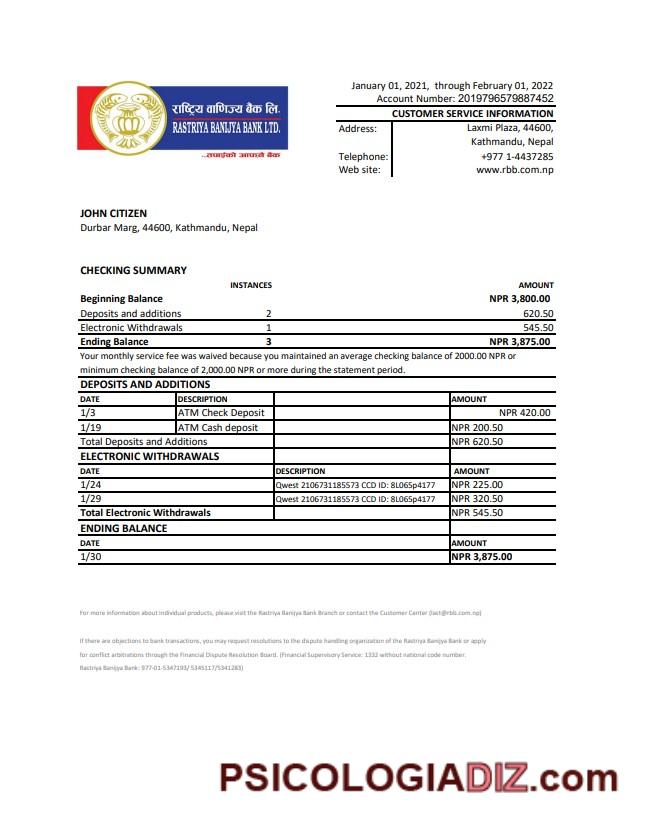 राष्ट्रिय वाणिज्य बैंक लि.
RASTRIYA BANIJYA BANK LTD.
...तपाईको आफ्नै बैंक
January 01, 2021, through February 01, 2022
Account Number: 2019796579887452
CUSTOMER SERVICE INFORMATION
Address: Laxmi Plaza, 44600,
Kathmandu, Nepal
Telephone: +977 1-4437285
Web site: www.rbb.com.np
JOHN CITIZEN
Durbar Marg, 44600, Kathmandu, Nepal
CHECKING SUMMARY
INSTANCES AMOUNT
Beginning Balance NPR 3,800.00
Deposits and additions 2 620.50
Electronic Withdrawals 1 545.50
Ending Balance 3 NPR 3,875.00
Your monthly service fee was waived because you maintained an average checking balance of 2000.00 NPR or
minimum checking balance of 2,000.00 NPR or more during the statement period.
DEPOSITS AND ADDITIONS
DATE DESCRIPTION AMOUNT
1/3 ATM Check Deposit NPR 420.00
1/19 ATM Cash deposit NPR 200.50
Total Deposits and Additions NPR 620.50
ELECTRONIC WITHDRAWALS
DATE DESCRIPTION AMOUNT
1/24 Qwest 2106731185573 CCD ID: 8L065p4177 NPR 225.00
1/29 Qwest 2106731185573 CCD ID: 8L065p4177 NPR 320.50
Total Electronic Withdrawals NPR 545.50
ENDING BALANCE
DATE AMOUNT
1/30 NPR 3,875.00
For more information about individual products, please visit the Rastriya Banijya Bank Branch or contact the Customer Center (last@rbb.com.np)
If there are objections to bank transactions, you may request resolutions to the dispute handling organization of the Rastriya Banijya Bank or apply
for conflict arbitrations through the Financial Dispute Resolution Board. (Financial Supervisory Service: 1332 without national code number.
Rastriya Banijya Bank: 977-01-5347193/ 5345117/5341283)
PSICOLOGIADIZ.com